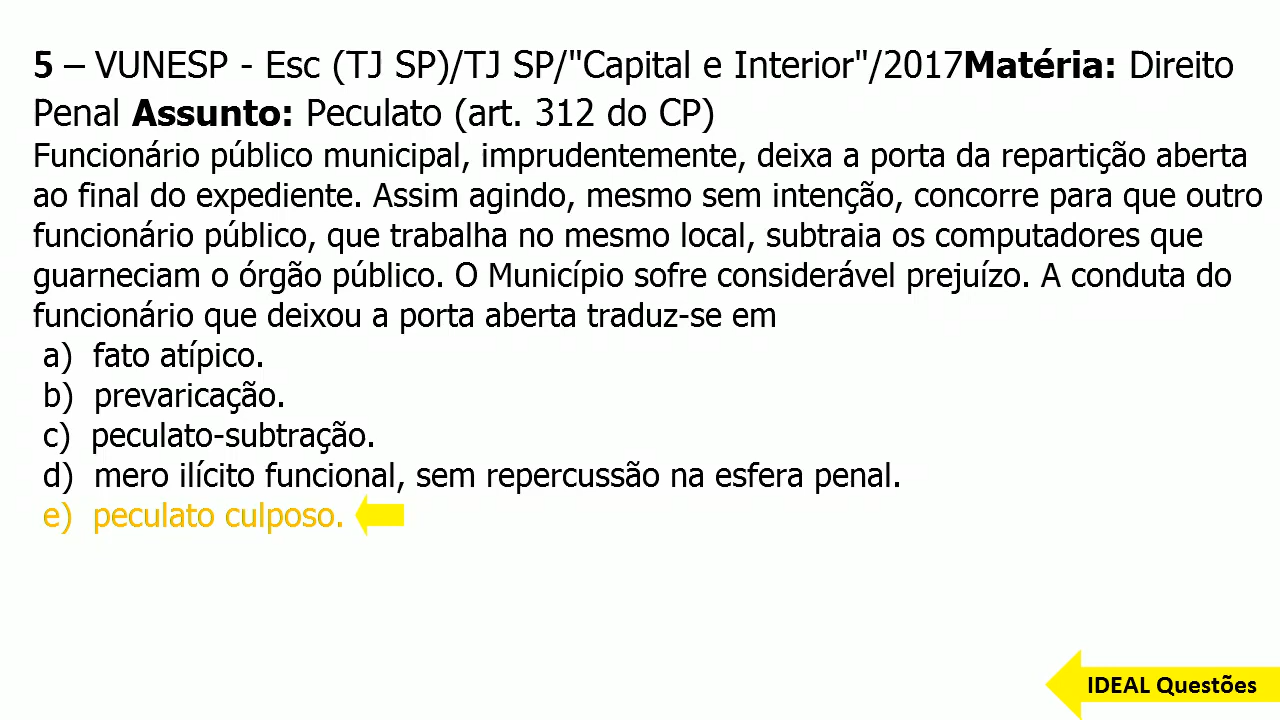 5 – VUNESP - Esc (TJ SP)/TJ SP/"Capital e Interior"/2017Matéria: Direito
Penal Assunto: Peculato (art. 312 do CP)
Funcionário público municipal, imprudentemente, deixa a porta da repartição aberta
ao final do expediente. Assim agindo, mesmo sem intenção, concorre para que outro
funcionário público, que trabalha no mesmo local, subtraia os computadores que
guarneciam o órgão público. O Município sofre considerável prejuízo. A conduta do
funcionário que deixou a porta aberta traduz-se em
a) fato atípico.
b) prevaricação.
c) peculato-subtração.
d) mero ilícito funcional, sem repercussão na esfera penal.
e) peculato culposo.
IDEAL Questões